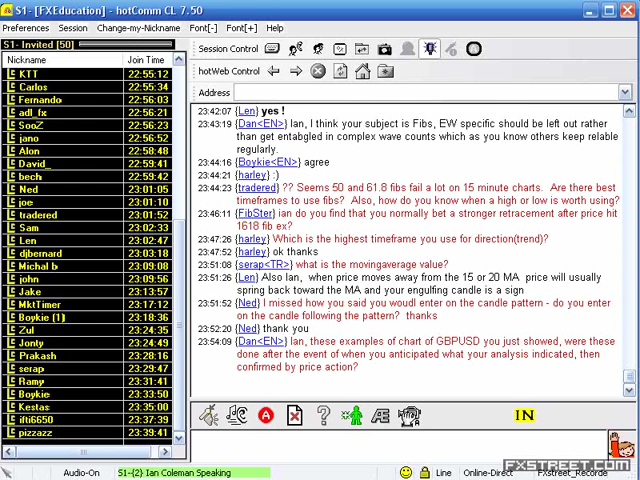 S1- [FXEducation] - hotComm CL 7.50
Preferences Session Change-my-Nickname Font[-] Font[+] Help
S1- Invited [50]
Nickname Join Time
KTT 22:55:12
Carlos 22:55:34
Fernando 22:56:03
adl_fx 22:56:21
SooZ 22:56:23
jano 22:56:52
Alon 22:58:48
David_ 22:59:41
bech 22:59:42
Ned 23:01:05
joe 23:01:10
tradered 23:01:52
Sam 23:02:33
Len 23:02:47
djbernard 23:03:18
Michal b 23:09:08
john 23:09:56
Jake 23:13:57
MktTimer 23:17:12
Boykie (1) 23:18:36
Zul 23:24:35
Jonty 23:24:49
Prakash 23:28:16
serap 23:29:47
Ramy 23:31:41
Boykie 23:33:50
Kestas 23:35:00
ifti6650 23:37:39
pizzazz 23:39:41
Session Control
hotWeb Control
Address
23:42:07 {Len} yes !
23:43:19 {Dan<EN>} Ian, I think your subject is Fibs, EW specific should be left out rather
than get entabgled in complex wave counts which as you know others keep relable
regularly.
23:44:16 {Boykie<EN>} agree
23:44:21 {harley} :)
23:44:23 {tradered} ?? Seems 50 and 61.8 fibs fail a lot on 15 minute charts. Are there best
timeframes to use fibs? Also, how do you know when a high or low is worth using?
23:46:11 {FibSter} ian do you find that you normally bet a stronger retracement after price hit
1618 fib ex?
23:47:26 {harley} Which is the highest timeframe you use for direction(trend)?
23:47:52 {harley} ok thanks
23:51:08 {serap<TR>} what is the movingaverage value?
23:51:26 {Len} Also Ian, when price moves away from the 15 or 20 MA price will usually
spring back toward the MA and your engulfing candle is a sign
23:51:52 {Ned} I missed how you said you woudl enter on the candle pattern - do you enter
on the candle following the pattern? thanks
23:52:20 {Ned} thank you
23:54:09 {Dan<EN>} Ian, these examples of chart of GBPUSD you just showed, were these
done after the event of when you anticipated what your analysis indicated, then
confirmed by price action?
IN
Audio-On S1-{2} Ian Coleman Speaking Line Online-Direct Fxstreet_Recorde
FXSTREET.COM